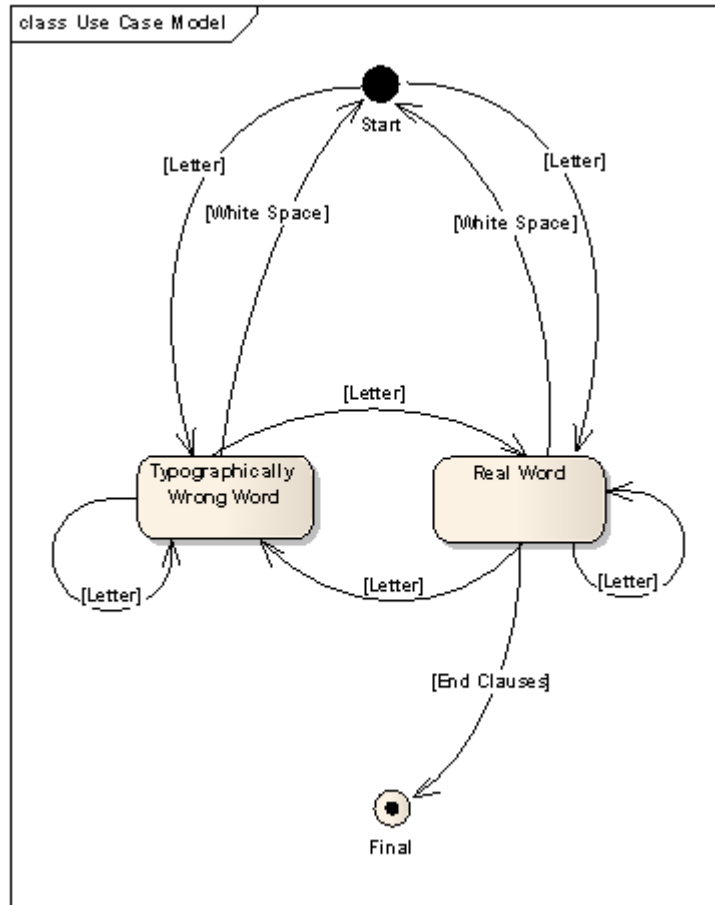 class Use Case Model
Start
[Letter]
[Letter]
[White Space]
[White Space]
[Letter]
Typographically
Wrong Word
Real Word
[Letter]
[Letter]
[Letter]
[End Clauses]
Final